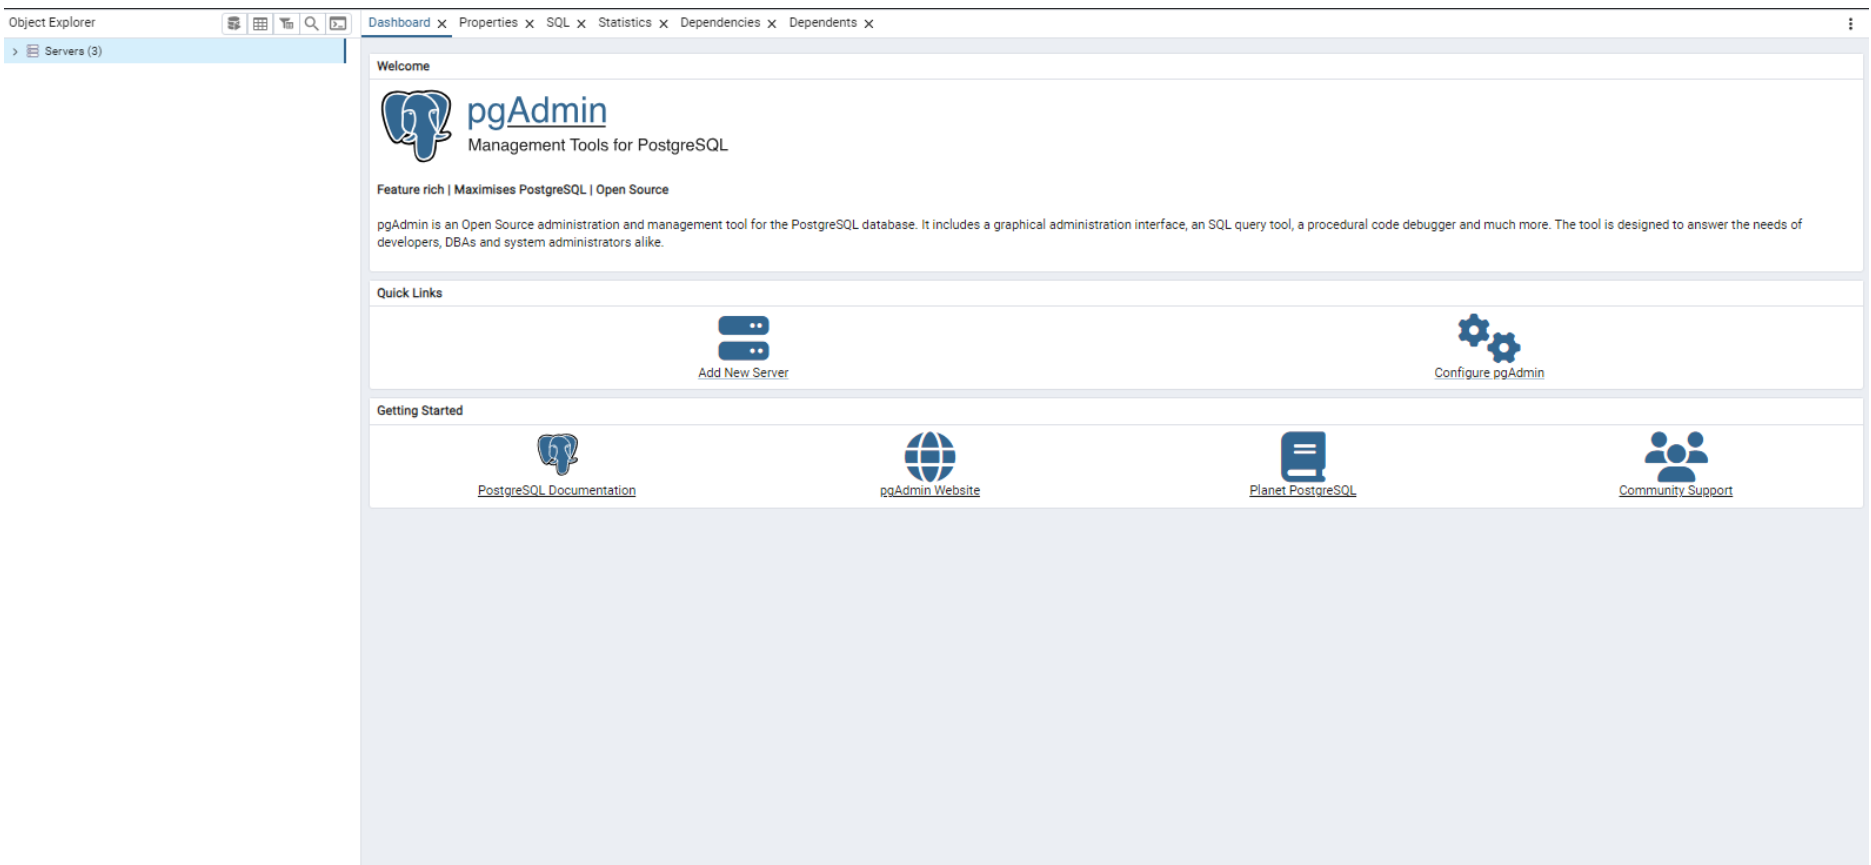 Object Explorer
Dashboard
Properties
SQL
Statistics
Dependencies
Dependents
Servers (3)
Welcome
pgAdmin
Management Tools for PostgreSQL
Feature rich | Maximises PostgreSQL | Open Source
pgAdmin is an Open Source administration and management tool for the PostgreSQL database. It includes a graphical administration interface, an SQL query tool, a procedural code debugger and much more. The tool is designed to answer the needs of
developers, DBAs and system administrators alike.
Quick Links
Add New Server
Configure pgAdmin
Getting Started
PostgreSQL Documentation
pgAdmin Website
Planet PostgreSQL
Community Support